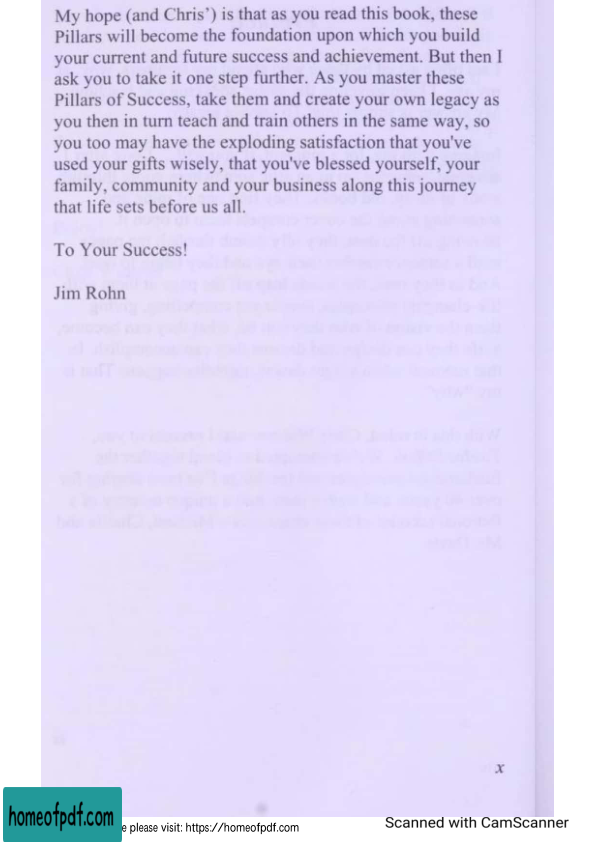 My hope (and Chris') is that as you read this book, these
Pillars will become the foundation upon which you build
your current and future success and achievement. But then I
ask you to take it one step further. As you master these
Pillars of Success, take them and create your own legacy as
you then in turn teach and train others in the same way, so
you too may have the exploding satisfaction that you've
used your gifts wisely, that you've blessed yourself, your
family, community and your business along this journey
that life sets before us all.
To Your Success!
Jim Rohn
x
homeofpdf.com
please visit: https://homeofpdf.com
Scanned with CamScanner